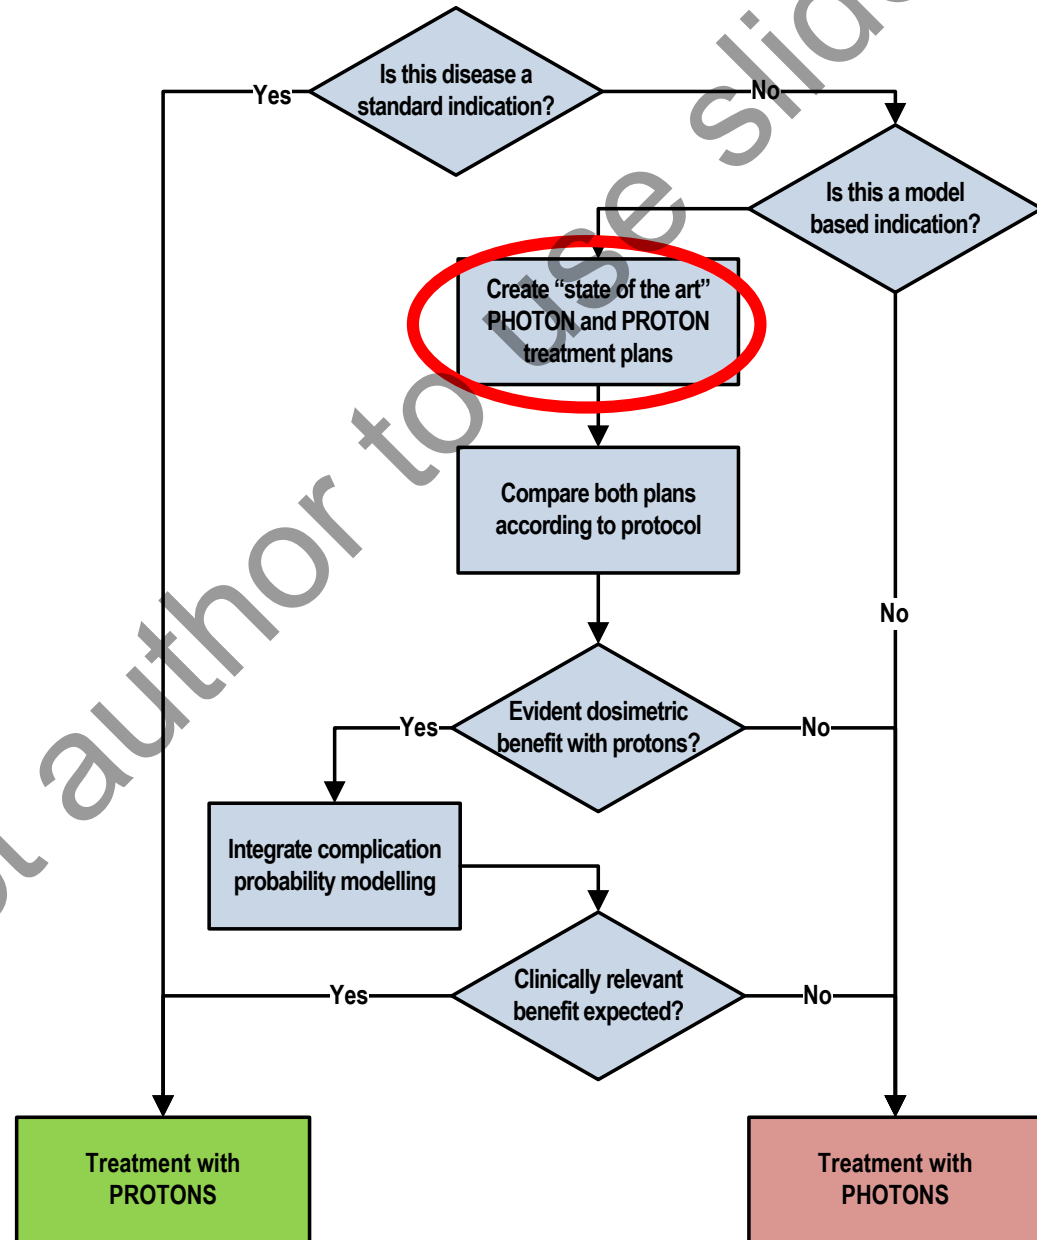 Is this disease a
standard indication?
Yes
No
Is this a model
based indication?
Create “state of the art”
PHOTON and PROTON
treatment plans
Compare both plans
according to protocol
No
Evident dosimetric
benefit with protons?
Yes
No
Integrate complication
probability modelling
Clinically relevant
benefit expected?
Yes
No
Treatment with
PROTONS
Treatment with
PHOTONS
author to use